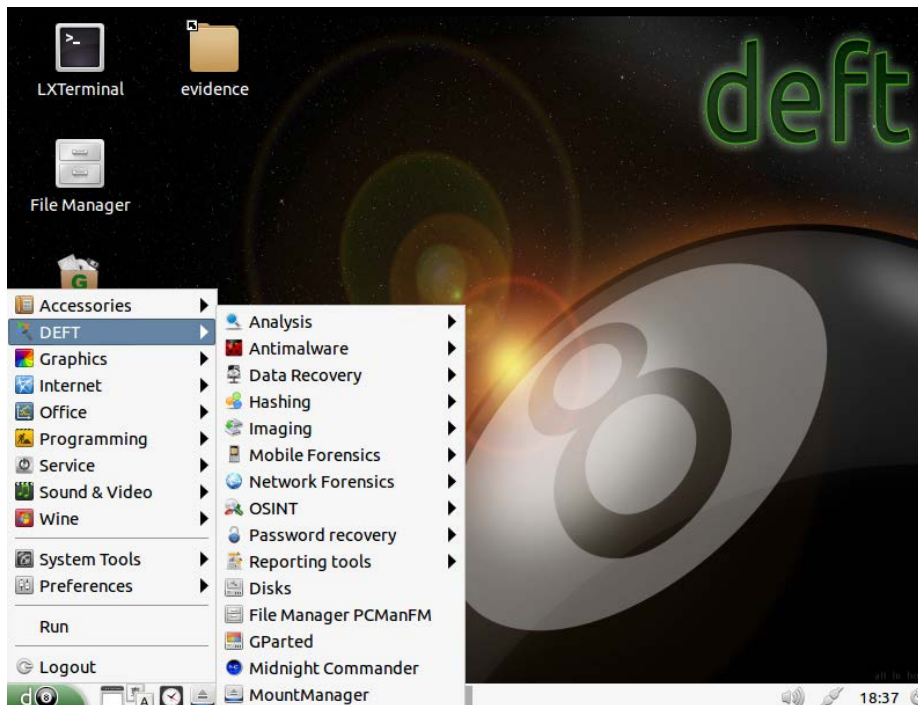 LXTerminal
evidence
deft
File Manager
Accessories
DEFT
Graphics
Internet
Office
Programming
Service
Sound & Video
Wine
System Tools
Preferences
Run
Logout
Analysis
Antimalware
Data Recovery
Hashing
Imaging
Mobile Forensics
Network Forensics
OSINT
Password recovery
Reporting tools
Disks
File Manager PCManFM
GParted
Midnight Commander
MountManager
8
d8
18:37